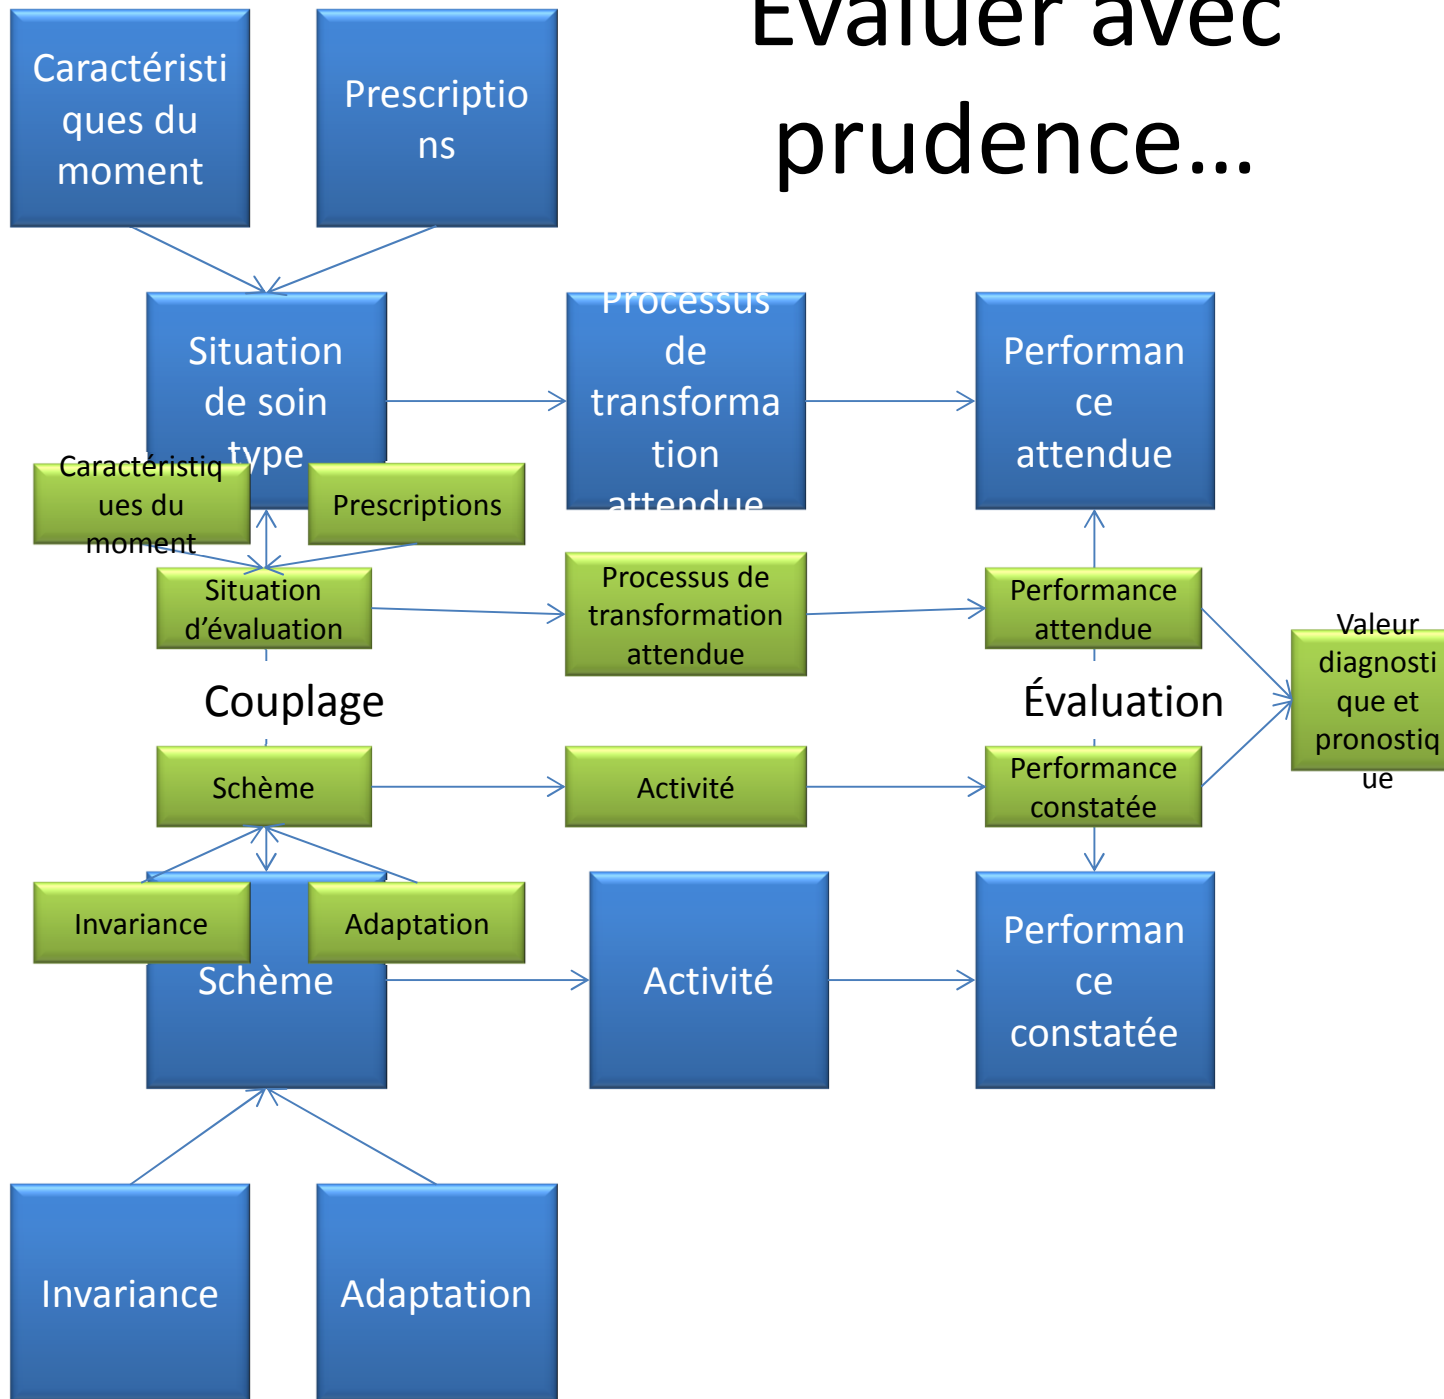 Évaluer avec
prudence...
Caractéristi
ques du
moment
Prescriptio
ns
Situation
de soin
type
Processus
de
transforma
tion
attendue
Performan
ce
attendue
Caractéristiq
ues du
moment
Prescriptions
Situation
d’évaluation
Processus de
transformation
attendue
Performance
attendue
Valeur
diagnosti
que et
pronostiq
ue
Couplage
Évaluation
Schème
Activité
Performance
constatée
Invariance
Adaptation
Schème
Activité
Performan
ce
constatée
Invariance
Adaptation